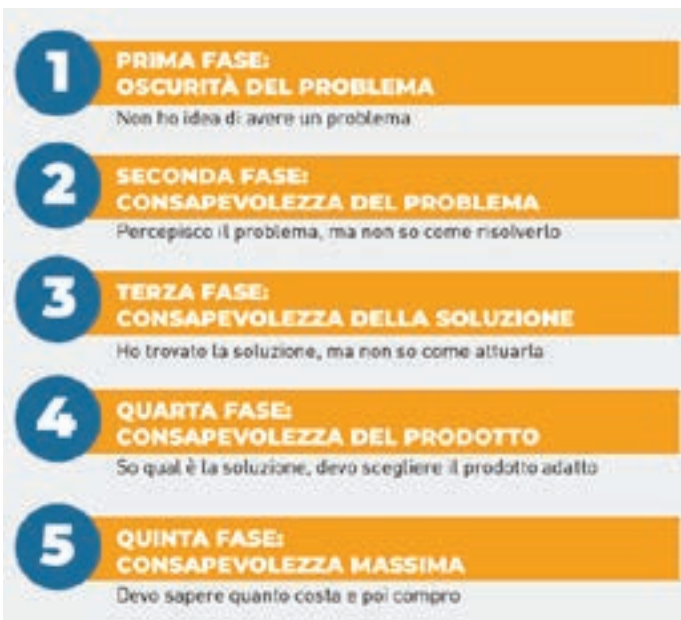 1
PRIMA FASE:
OSCURITÀ DEL PROBLEMA
Non ho idea di avere un problema
2
SECONDA FASE:
CONSAPEVOLEZZA DEL PROBLEMA
Percepisco il problema, ma non so come risolverlo
3
TERZA FASE:
CONSAPEVOLEZZA DELLA SOLUZIONE
Ho trovato la soluzione, ma non so come attuarla
4
QUARTA FASE:
CONSAPEVOLEZZA DEL PRODOTTO
So qual è la soluzione, devo scegliere il prodotto adatto
5
QUINTA FASE:
CONSAPEVOLEZZA MASSIMA
Devo sapere quanto costa e poi compro